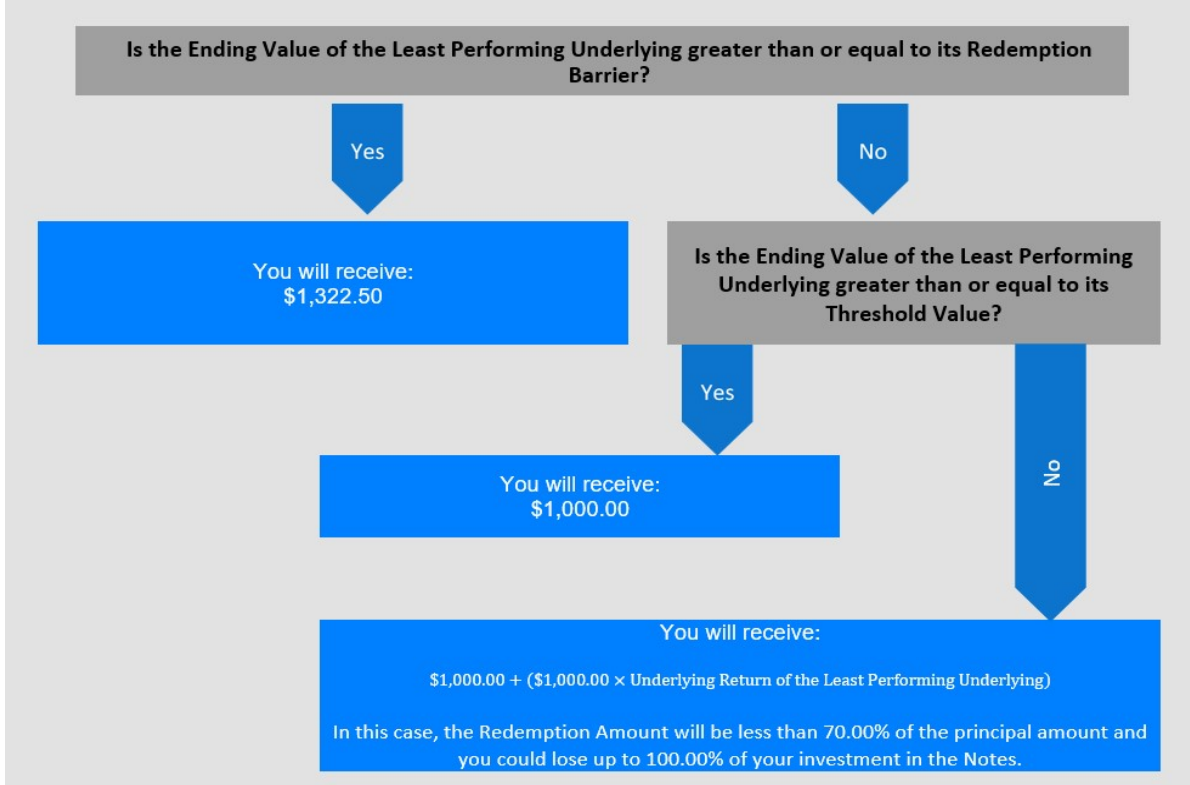 Is the Ending Value of the Least Performing Underlying greater than or equal to its Redemption
Barrier?
Yes
No
You will receive:
$1,322.50
Is the Ending Value of the Least Performing
Underlying greater than or equal to its
Threshold Value?
Yes
No
You will receive:
$1,000.00
You will receive:
$1,000.00 + ($1,000.00 × Underlying Return of the Least Performing Underlying)
In this case, the Redemption Amount will be less than 70.00% of the principal amount and
you could lose up to 100.00% of your investment in the Notes.